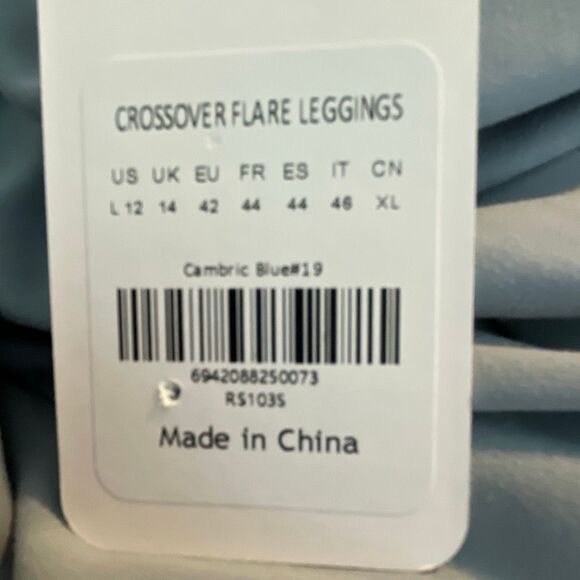 CROSSOVER FLARE LEGGINGS
US UK EU FR ES IT CN
L 12 14 42 44 44 46 XL
Cambric Blue#19
6942088250073
RS103S
Made in China